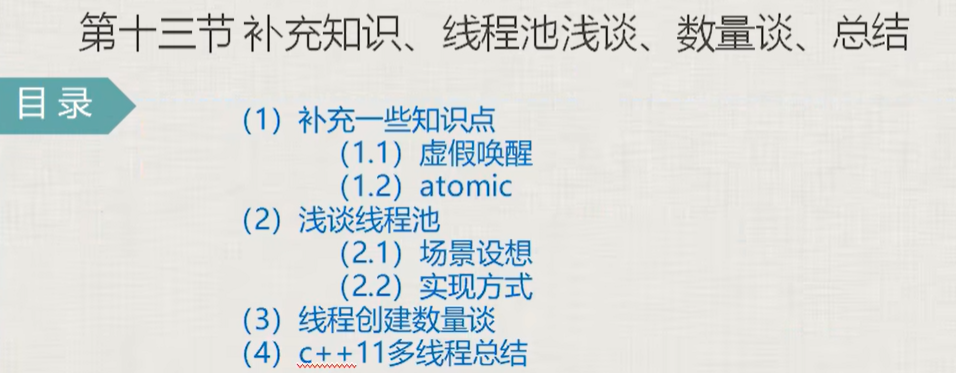 第十三节 补充知识、线程池浅谈、数量谈、总结
目录
（1）补充一些知识点
（1.1）虚假唤醒
（1.2）atomic
（2）浅谈线程池
（2.1）场景设想
（2.2）实现方式
（3）线程创建数量谈
（4）c++11多线程总结